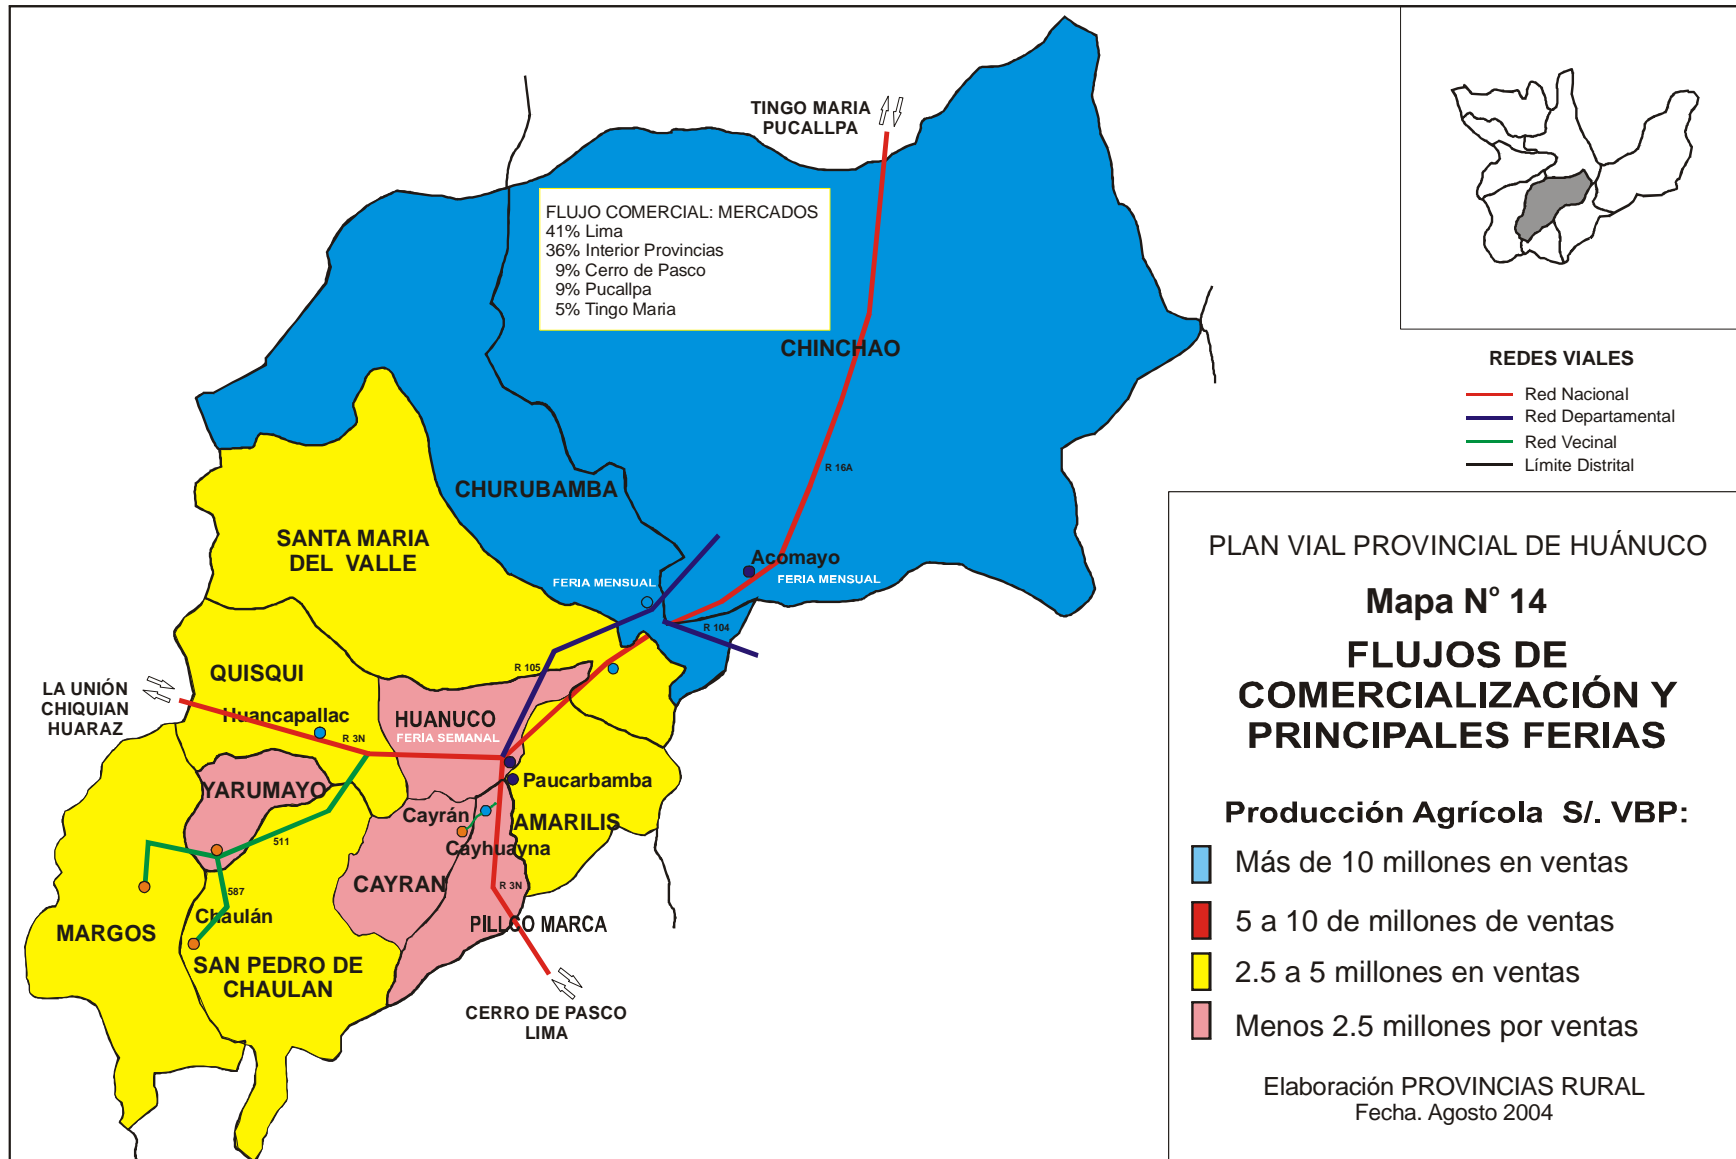 TINGO MARIA
PUCALLPA
FLUJO COMERCIAL: MERCADOS
41% Lima
36% Interior Provincias
9% Cerro de Pasco
9% Pucallpa
5% Tingo Maria
CHINCHAO
R 16A
CHURUBAMBA
SANTA MARIA
DEL VALLE
Acomayo
FERIA MENSUAL
FERIA MENSUAL
R 104
R 105
QUISQUI
LA UNIÓN
CHIQUIAN
HUARAZ
Huancapallac
R 3N
HUANUCO
FERIA SEMANAL
YARUMAYO
Paucarbamba
Cayrán
AMARILIS
Cayhuayna
511
CAYRAN
R 3N
587
Chaulán
MARGOS
PILLCO MARCA
SAN PEDRO DE
CHAULAN
CERRO DE PASCO
LIMA
REDES VIALES
Red Nacional
Red Departamental
Red Vecinal
Límite Distrital
PLAN VIAL PROVINCIAL DE HUÁNUCO
Mapa N° 14
FLUJOS DE
COMERCIALIZACIÓN Y
PRINCIPALES FERIAS
Producción Agrícola S/. VBP:
Más de 10 millones en ventas
5 a 10 de millones de ventas
2.5 a 5 millones en ventas
Menos 2.5 millones por ventas
Elaboración PROVINCIAS RURAL
Fecha. Agosto 2004